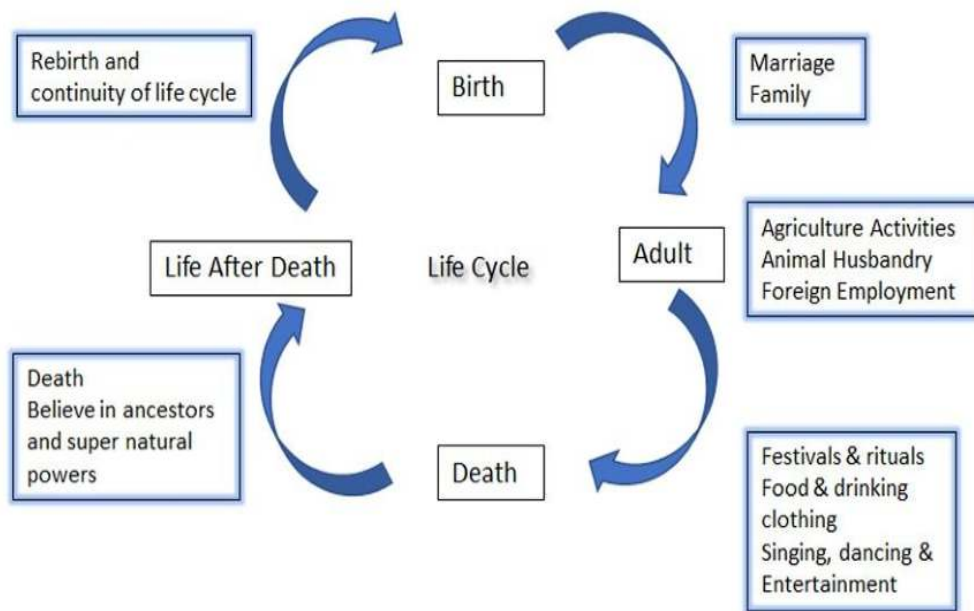 Rebirth and
continuity of life cycle
Birth
Marriage
Family
Life After Death
Life Cycle
Adult
Agriculture Activities
Animal Husbandry
Foreign Employment
Death
Believe in ancestors
and super natural
powers
Death
Festivals & rituals
Food & drinking
clothing
Singing, dancing &
Entertainment